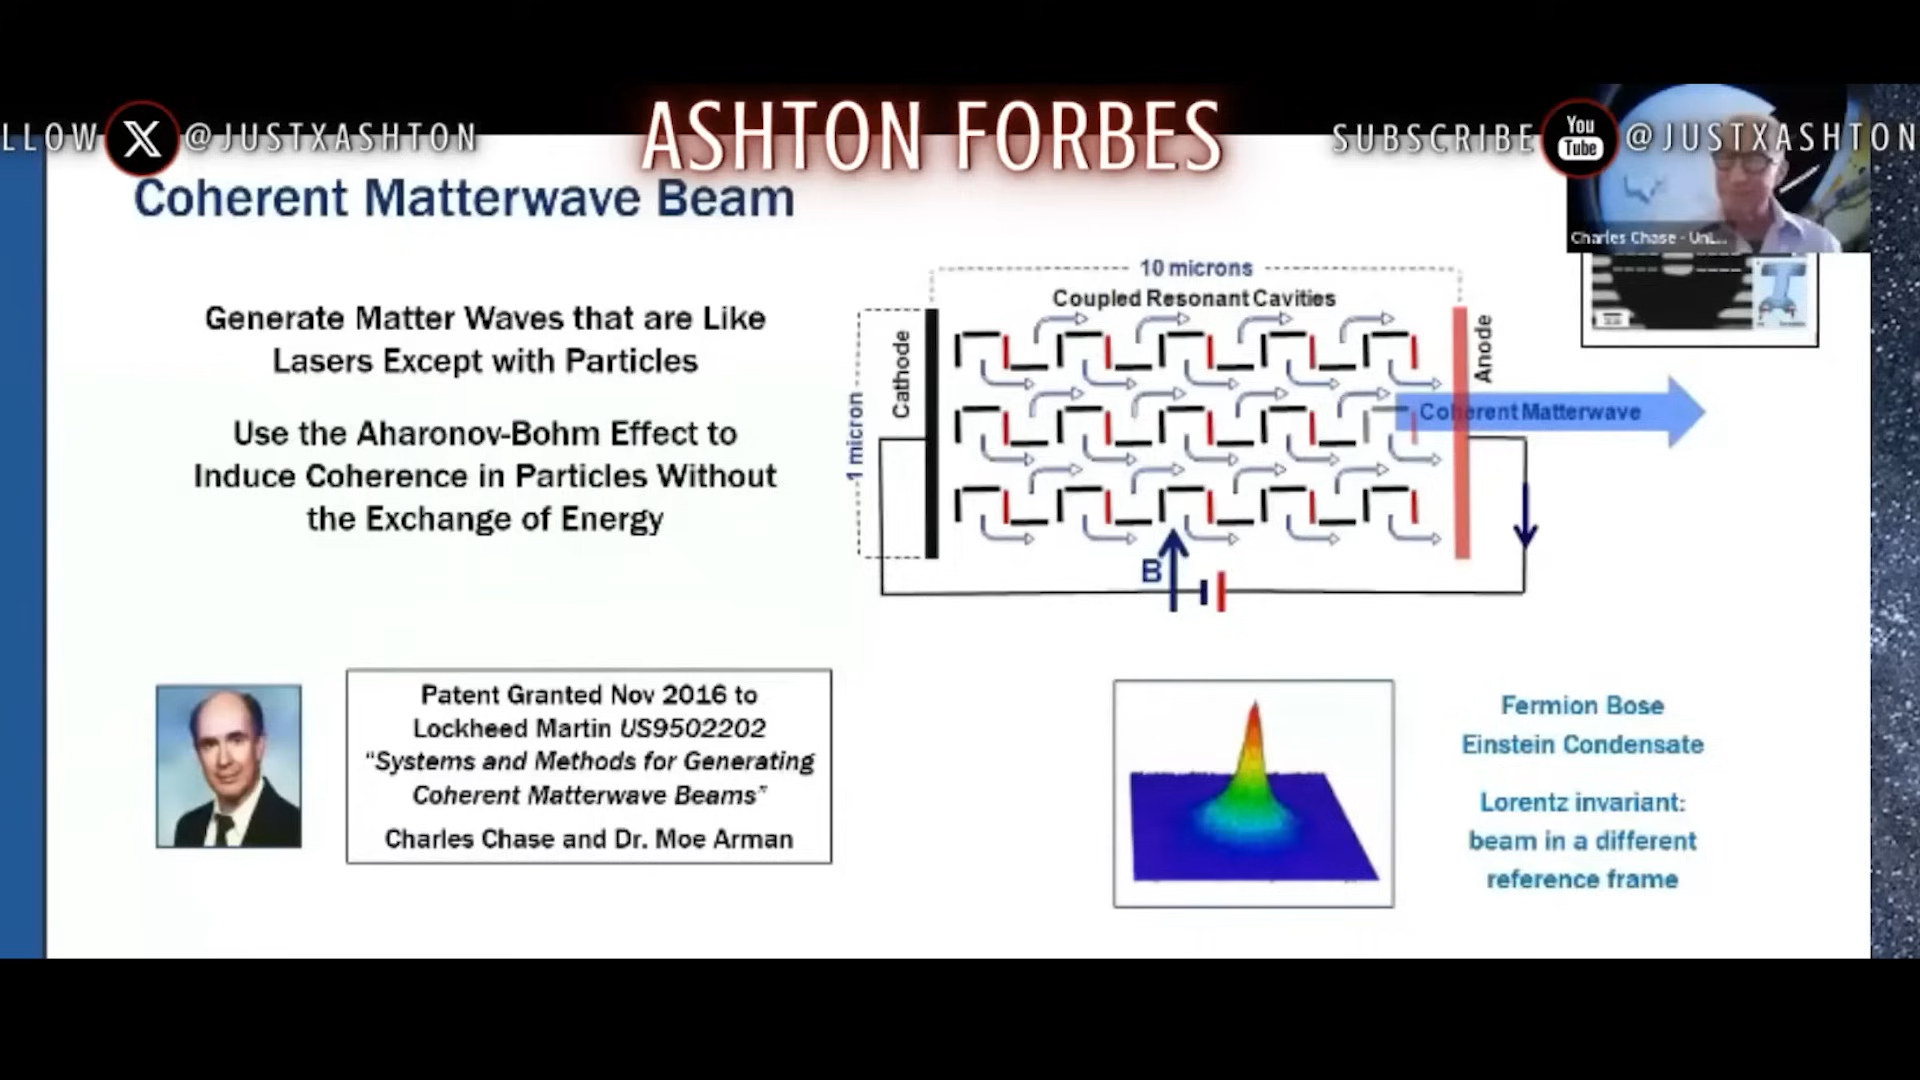 LLOW X @JUSTXASHTON
ASHTON FORBES
SUBSCRIBE You Tube @JUSTXASHTON
Charles Chase - UnL...
Coherent Matterwave Beam
Generate Matter Waves that are Like
Lasers Except with Particles
Use the Aharonov-Bohm Effect to
Induce Coherence in Particles Without
the Exchange of Energy
10 microns
Coupled Resonant Cavities
1 micron
Cathode
Anode
Coherent Matterwave
B
Patent Granted Nov 2016 to
Lockheed Martin US9502202
“Systems and Methods for Generating
Coherent Matterwave Beams”
Charles Chase and Dr. Moe Arman
Fermion Bose
Einstein Condensate
Lorentz invariant:
beam in a different
reference frame